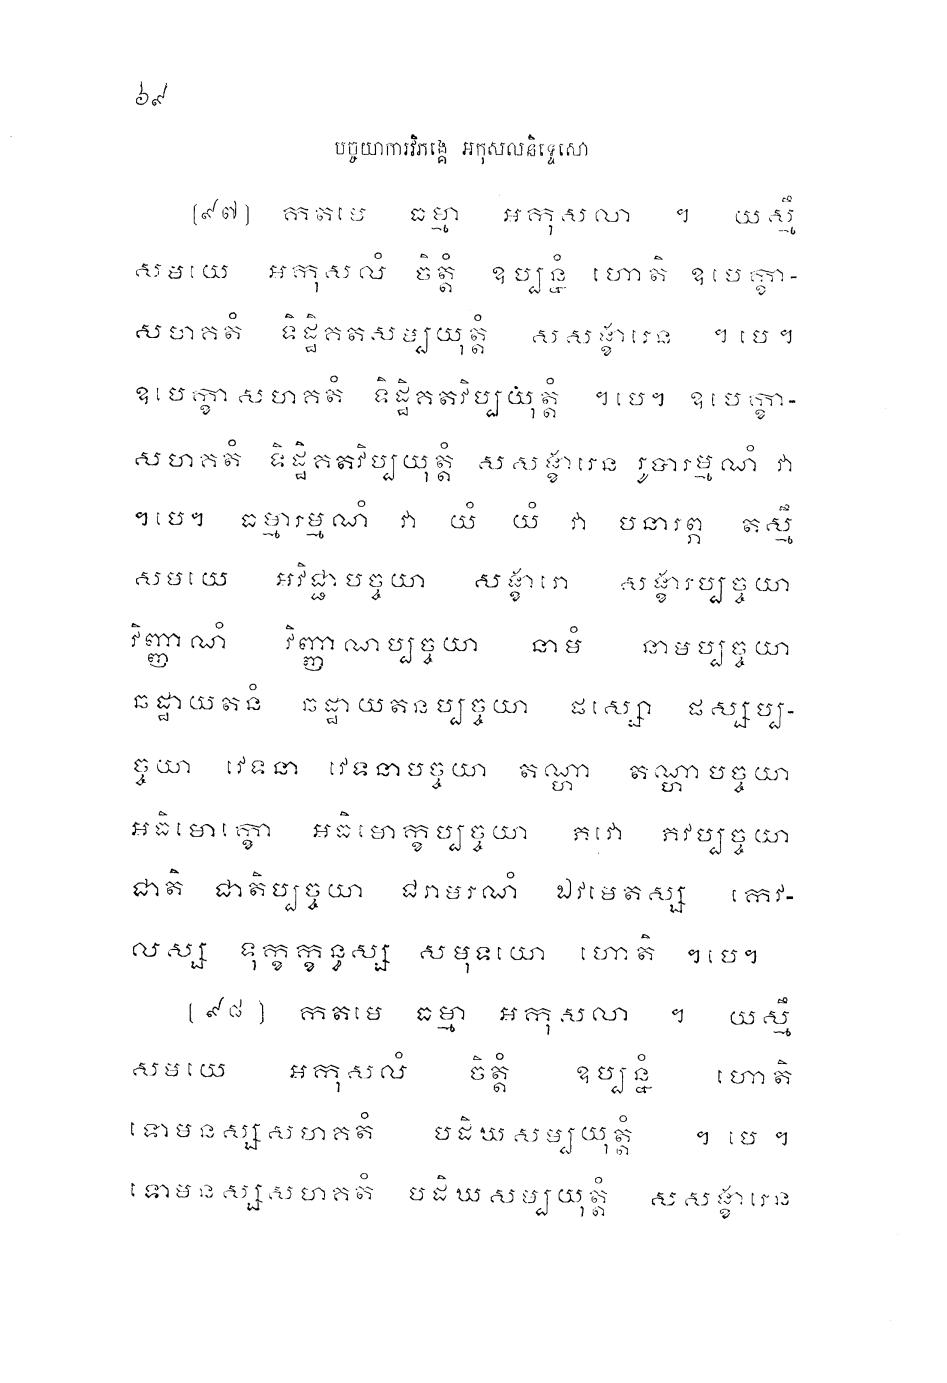 ៦៩
បច្ចយាការវិភង្គេ អកុសលនិទ្ទេសោ
(៩៧) កតមេ ធម្មា អកុសលា ។ យស្មឹ
សមយេ អកុសលំ ចិត្តំ ឧប្បន្នំ ហោតិ ឧបេក្ខា-
សហគតំ ទិដ្ឋិគតសម្បយុត្តំ សសង្ខារេន ។បេ។
ឧបេក្ខាសហគតំ ទិដ្ឋិគតវិប្បយុត្តំ ។បេ។ ឧបេក្ខា-
សហគតំ ទិដ្ឋិគតវិប្បយុត្តំ សសង្ខារេន រូបារម្មណំ វា
។បេ។ ធម្មារម្មណំ វា យំ យំ វា បនារព្ភ តស្មឹ
សមយេ អវិជ្ជាបច្ចយា សង្ខារោ សង្ខារប្បច្ចយា
វិញ្ញាណំ វិញ្ញាណប្បច្ចយា នាមំ នាមប្បច្ចយា
ឆដ្ឋាយតនំ ឆដ្ឋាយតនប្បច្ចយា ផស្សោ ផស្សប្ប-
ច្ចយា វេទនា វេទនាបច្ចយា តណ្ហា តណ្ហាបច្ចយា
អធិមោក្ខោ អធិមោក្ខប្បច្ចយា ភវោ ភវប្បច្ចយា
ជាតិ ជាតិប្បច្ចយា ជរាមរណំ ឯវមេតស្ស កេវ-
លស្ស ទុក្ខក្ខន្ធស្ស សមុទយោ ហោតិ ។បេ។
(៩៨) កតមេ ធម្មា អកុសលា ។ យស្មឹ
សមយេ អកុសលំ ចិត្តំ ឧប្បន្នំ ហោតិ
ទោមនស្សសហគតំ បដិឃសម្បយុត្តំ ។បេ។
ទោមនស្សសហគតំ បដិឃសម្បយុត្តំ សសង្ខារេន